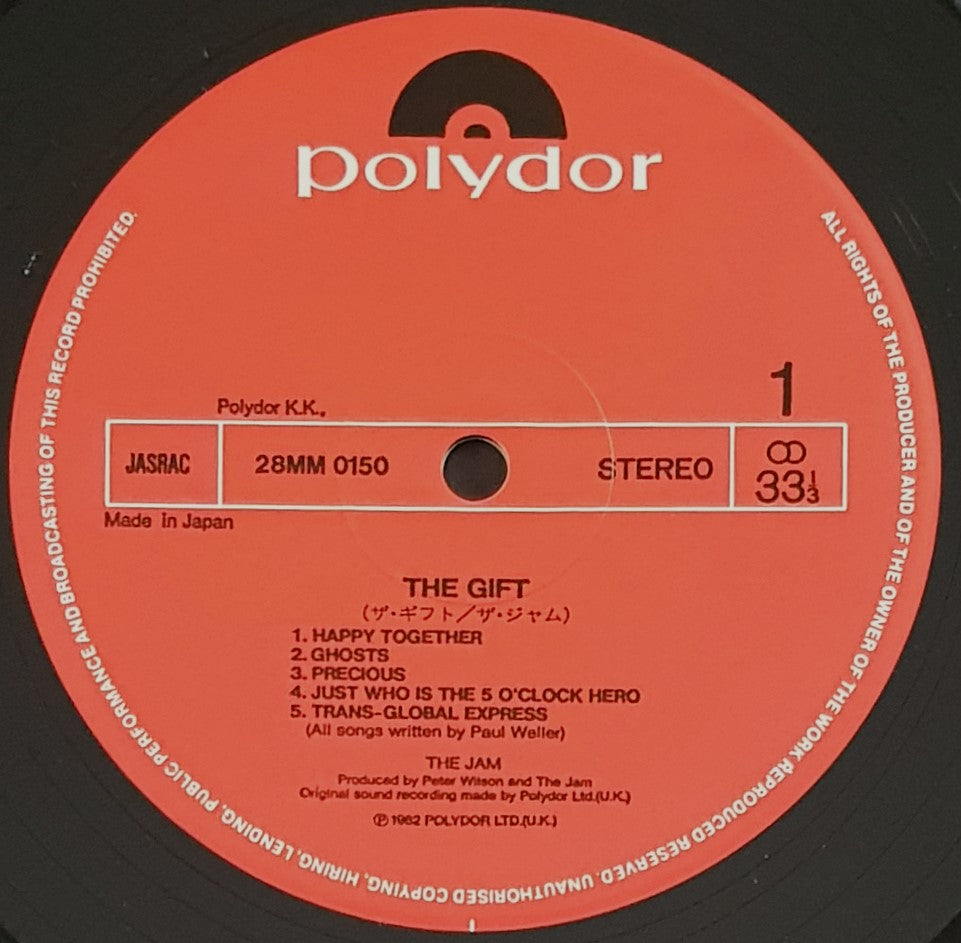 polydor
1
Polydor K.K.,
JASRAC 28MM 0150 STEREO 33⅓
Made in Japan
THE GIFT
(ザ・ギフト/ザ・ジャム)
1. HAPPY TOGETHER
2. GHOSTS
3. PRECIOUS
4. JUST WHO IS THE 5 O'CLOCK HERO
5. TRANS-GLOBAL EXPRESS
(All songs written by Paul Weller)
THE JAM
Produced by Peter Wilson and The Jam
Original sound recording made by Polydor Ltd.(U.K.)
Ⓟ 1982 POLYDOR LTD.(U.K.)
ALL RIGHTS OF THE PRODUCER AND OF THE OWNER OF THE WORK REPRODUCED RESERVED. UNAUTHORISED COPYING, HIRING, LENDING, PUBLIC PERFORMANCE AND BROADCASTING OF THIS RECORD PROHIBITED.